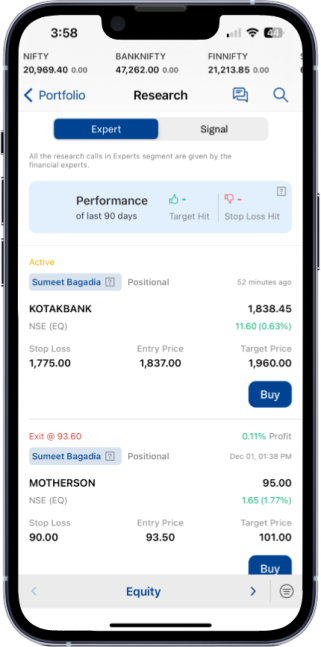 3:58
44
NIFTY BANKNIFTY FINNIFTY
20,969.40 0.00 47,262.00 0.00 21,213.85 0.00
Portfolio Research
Expert Signal
All the research calls in Experts segment are given by the
financial experts.
Performance - -
of last 90 days Target Hit Stop Loss Hit
?
Active
Sumeet Bagadia ? Positional 52 minutes ago
KOTAKBANK 1,838.45
NSE (EQ) 11.60 (0.63%)
Stop Loss Entry Price Target Price
1,775.00 1,837.00 1,960.00
Buy
Exit @ 93.60 0.11% Profit
Sumeet Bagadia ? Positional Dec 01, 01:38 PM
MOTHERSON 95.00
NSE (EQ) 1.65 (1.77%)
Stop Loss Entry Price Target Price
90.00 93.50 101.00
Buy
Equity